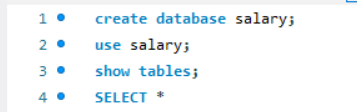 1 create database salary;
2 use salary;
3 show tables;
4 SELECT *